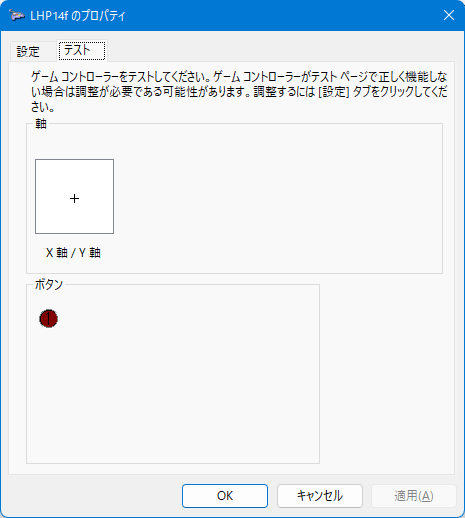 LHP14f のプロパティ
設定
テスト
ゲーム コントローラーをテストしてください。ゲーム コントローラーがテスト ページで正しく機能しな
い場合は調整が必要である可能性があります。調整するには [設定] タブをクリックしてくだ
さい。
軸
X 軸 / Y 軸
ボタン
1
OK
キャンセル
適用(A)